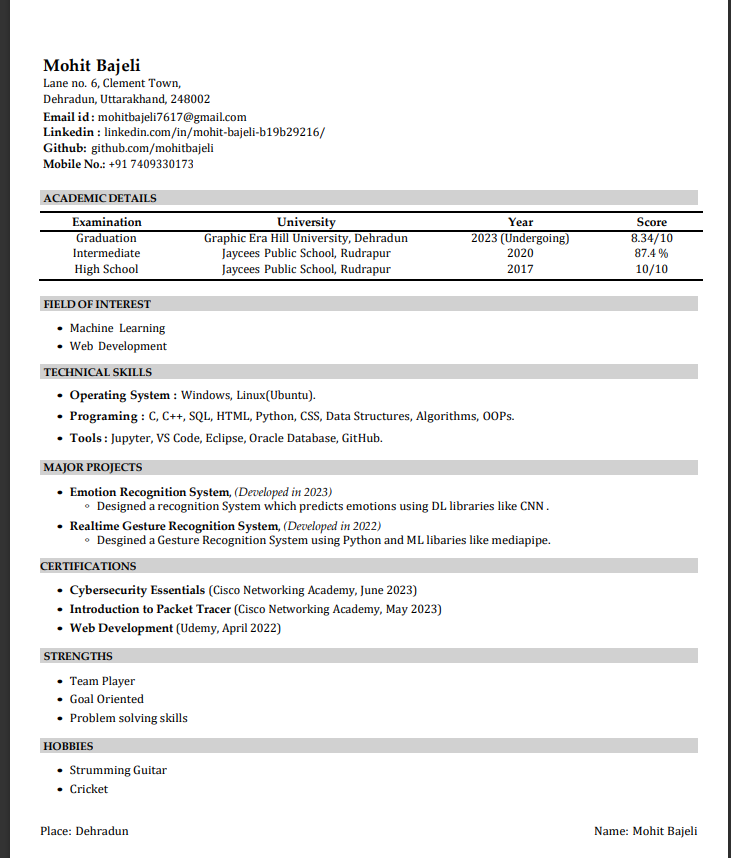 Mohit Bajeli
Lane no. 6, Clement Town,
Dehradun, Uttarakhand, 248002
Email id : mohitbajeli7617@gmail.com
Linkedin : linkedin.com/in/mohit-bajeli-b19b29216/
Github: github.com/mohitbajeli
Mobile No.: +91 7409330173
ACADEMIC DETAILS
Examination University Year Score
Graduation Graphic Era Hill University, Dehradun 2023 (Undergoing) 8.34/10
Intermediate Jaycees Public School, Rudrapur 2020 87.4 %
High School Jaycees Public School, Rudrapur 2017 10/10
FIELD OF INTEREST
• Machine Learning
• Web Development
TECHNICAL SKILLS
• Operating System : Windows, Linux(Ubuntu).
• Programing : C, C++, SQL, HTML, Python, CSS, Data Structures, Algorithms, OOPs.
• Tools : Jupyter, VS Code, Eclipse, Oracle Database, GitHub.
MAJOR PROJECTS
• Emotion Recognition System, (Developed in 2023)
◦ Designed a recognition System which predicts emotions using DL libraries like CNN .
• Realtime Gesture Recognition System, (Developed in 2022)
◦ Desgined a Gesture Recognition System using Python and ML libaries like mediapipe.
CERTIFICATIONS
• Cybersecurity Essentials (Cisco Networking Academy, June 2023)
• Introduction to Packet Tracer (Cisco Networking Academy, May 2023)
• Web Development (Udemy, April 2022)
STRENGTHS
• Team Player
• Goal Oriented
• Problem solving skills
HOBBIES
• Strumming Guitar
• Cricket
Place: Dehradun Name: Mohit Bajeli